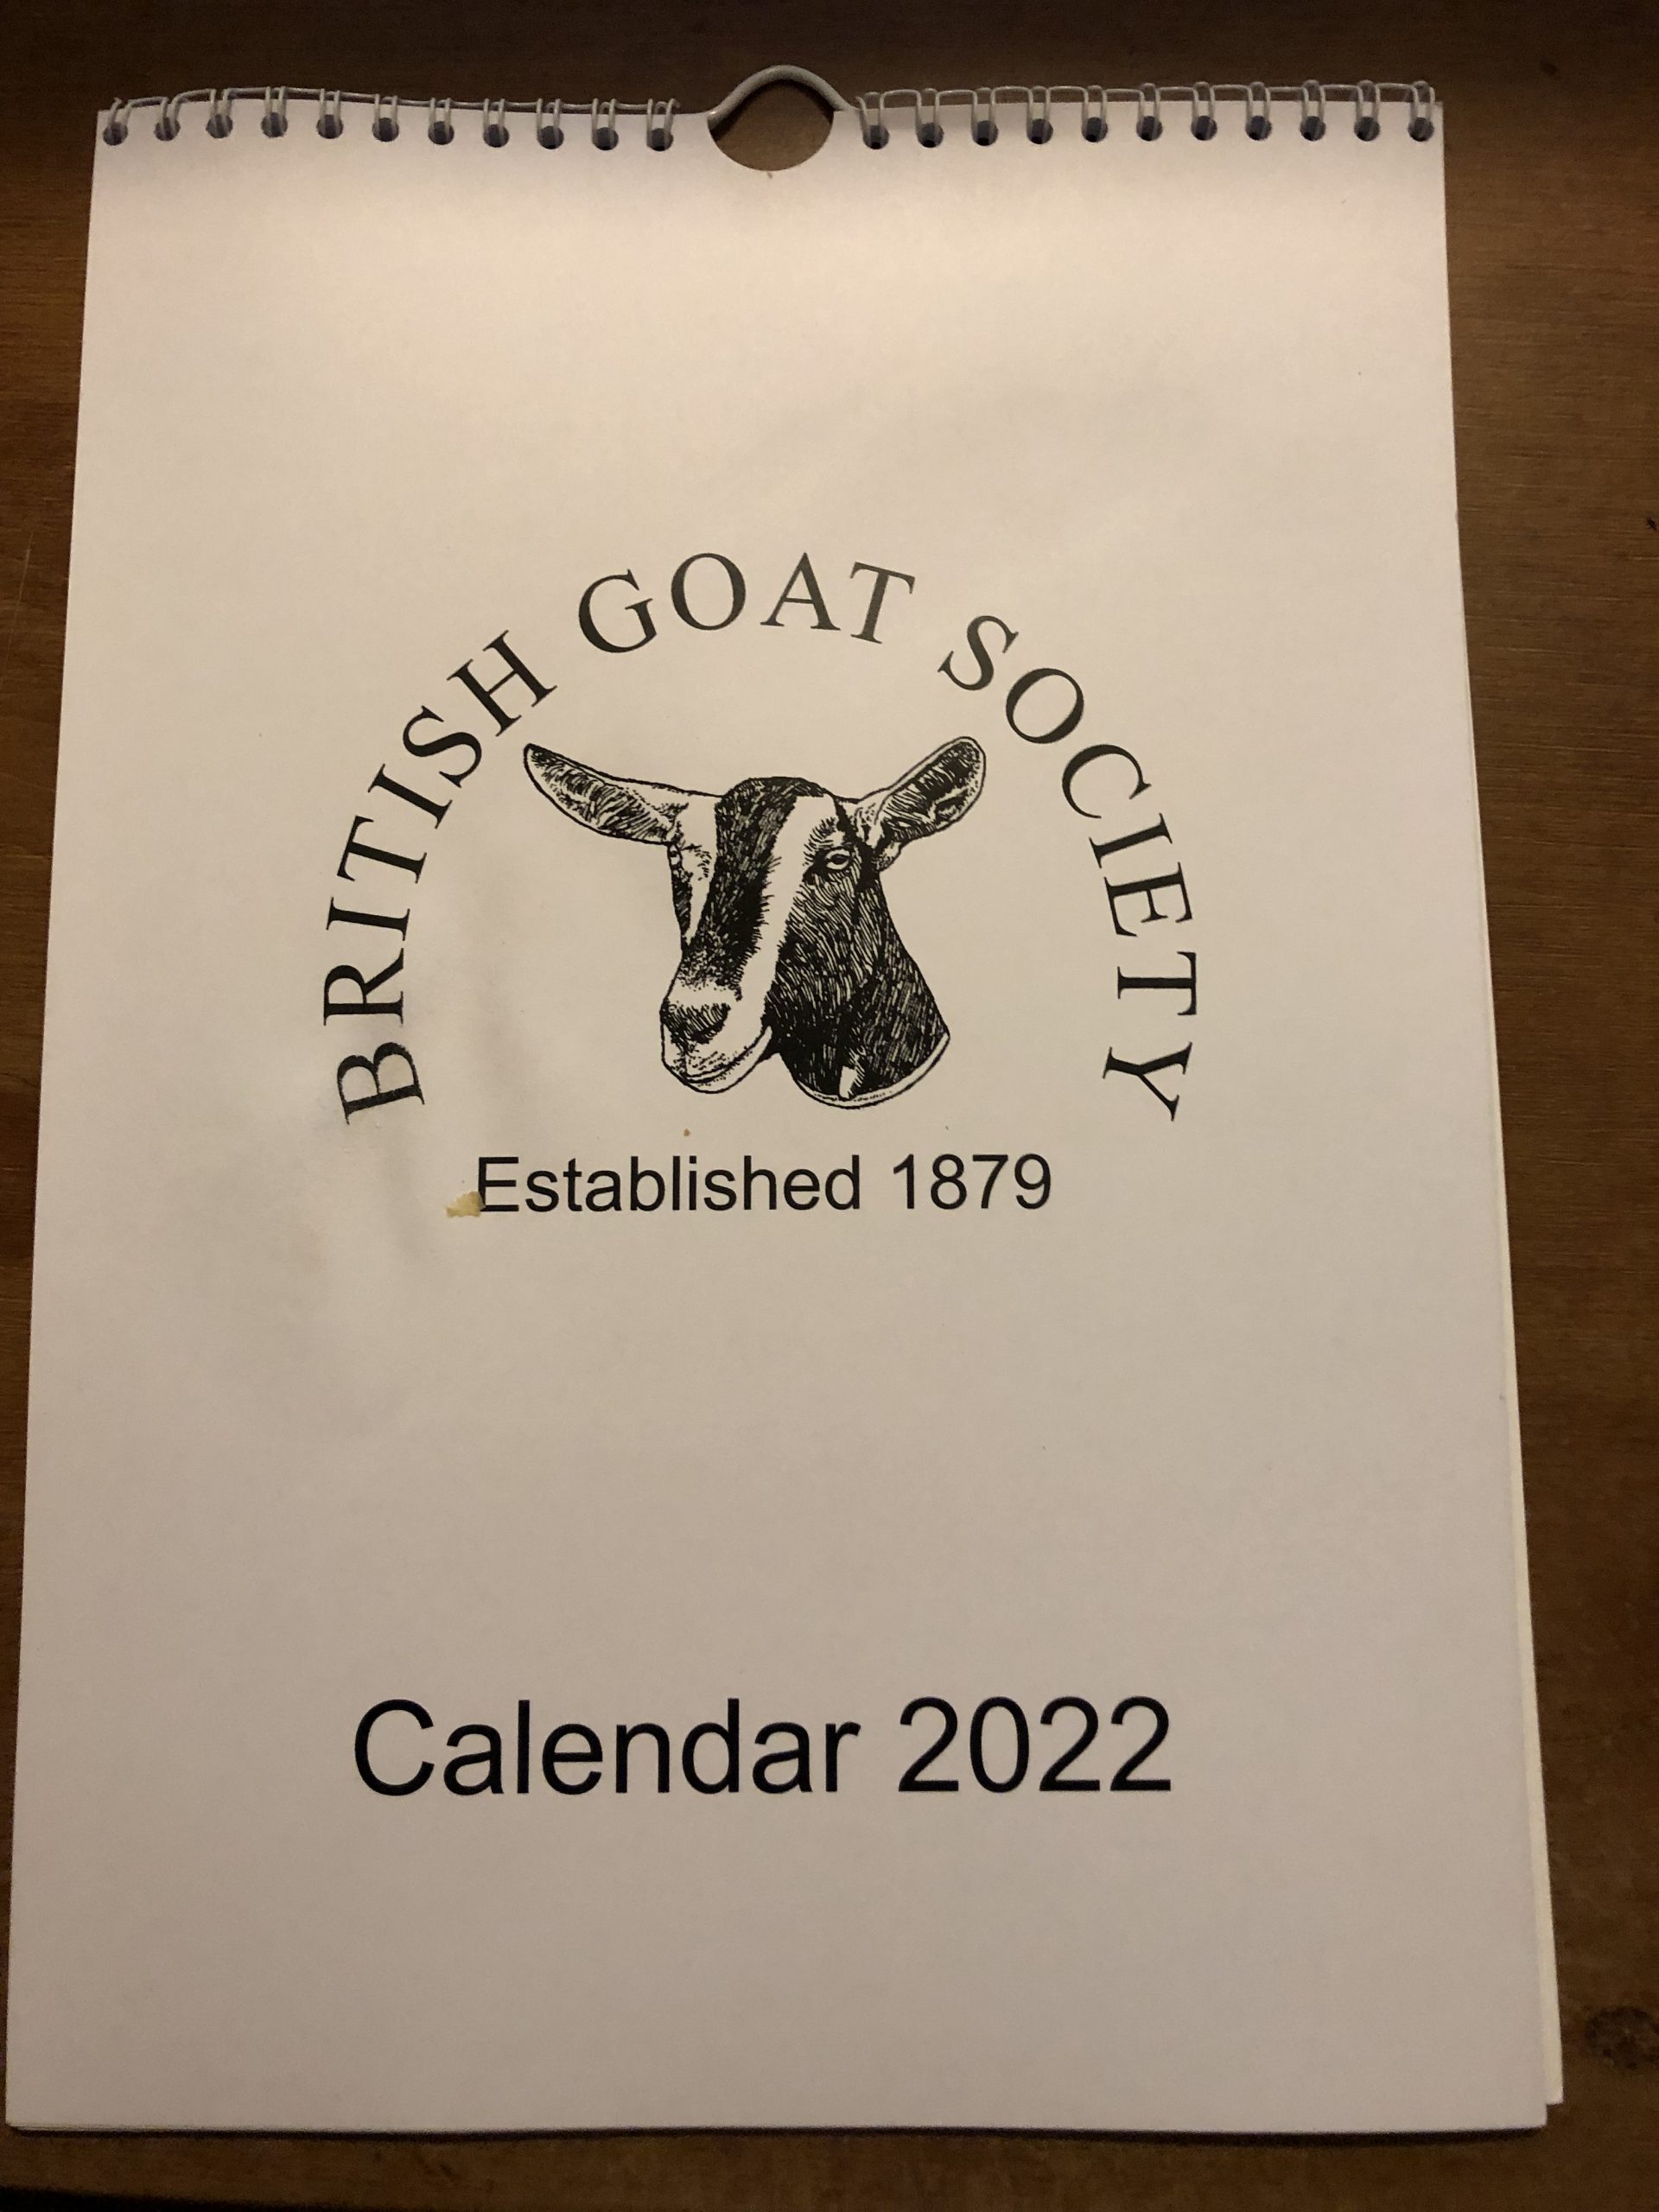 BRITISH GOAT SOCIETY
Established 1879
Calendar 2022